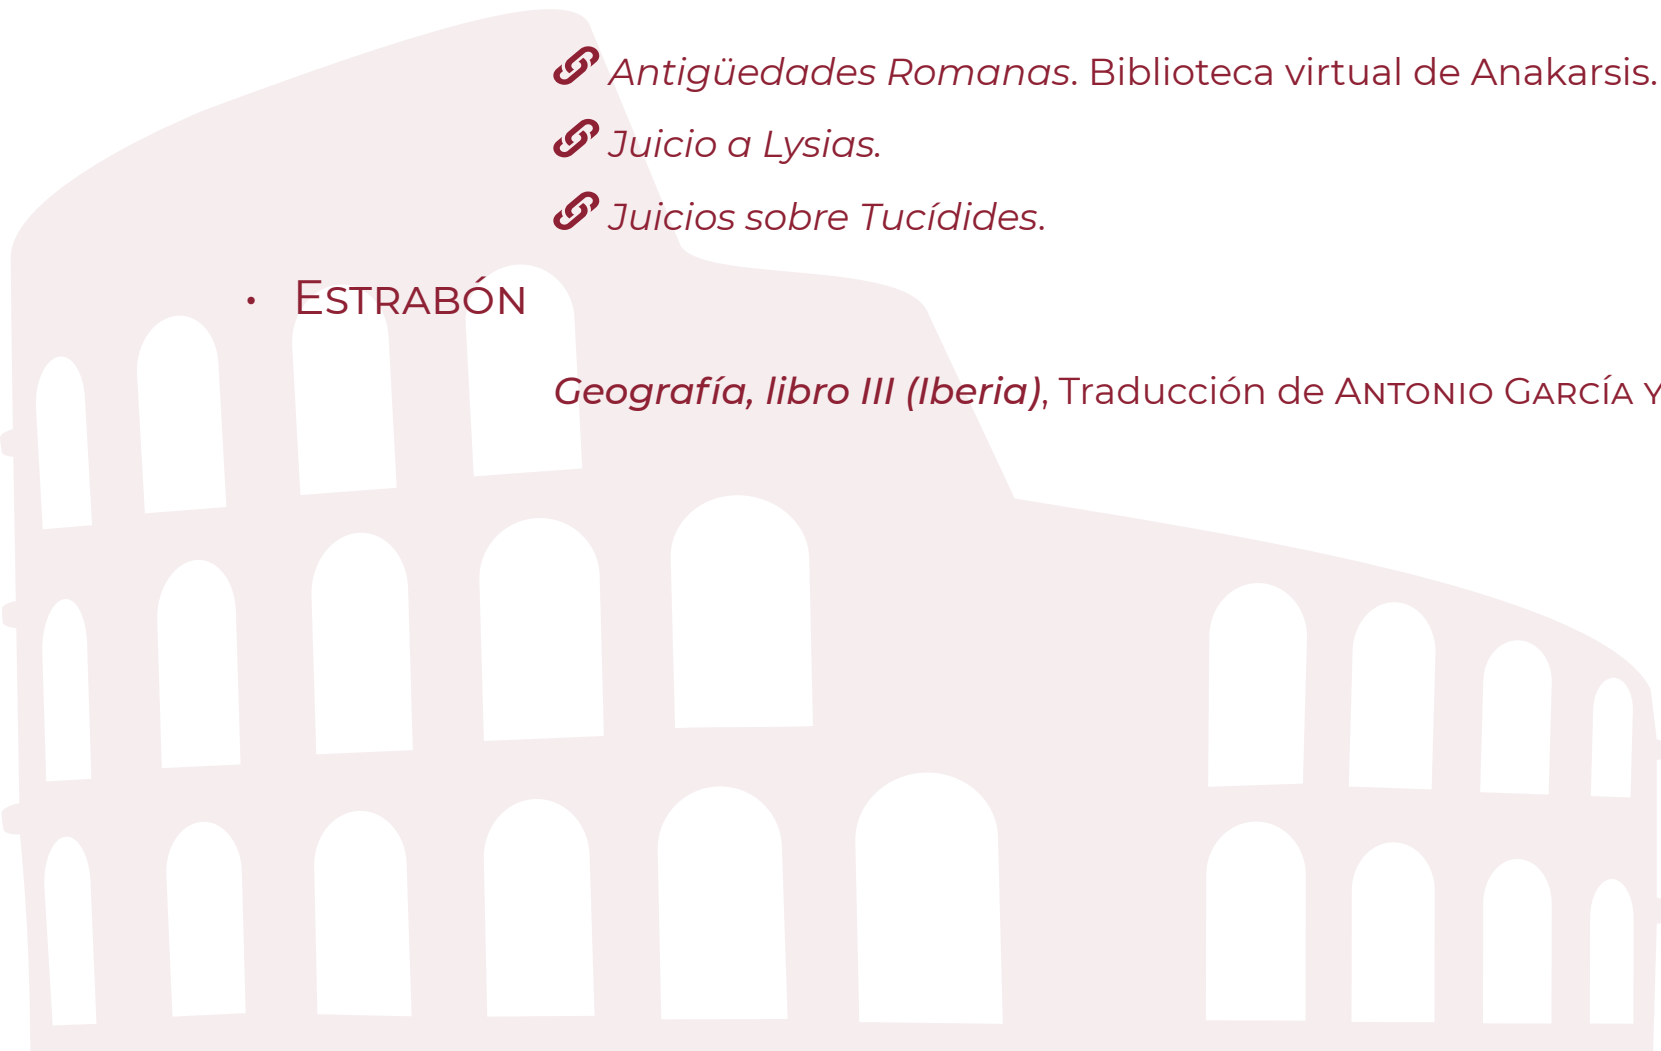 Antigüedades Romanas. Biblioteca virtual de Anakarsis.
Juicio a Lysias.
Juicios sobre Tucídides.
• ESTRABÓN
Geografía, libro III (Iberia), Traducción de ANTONIO GARCÍA Y